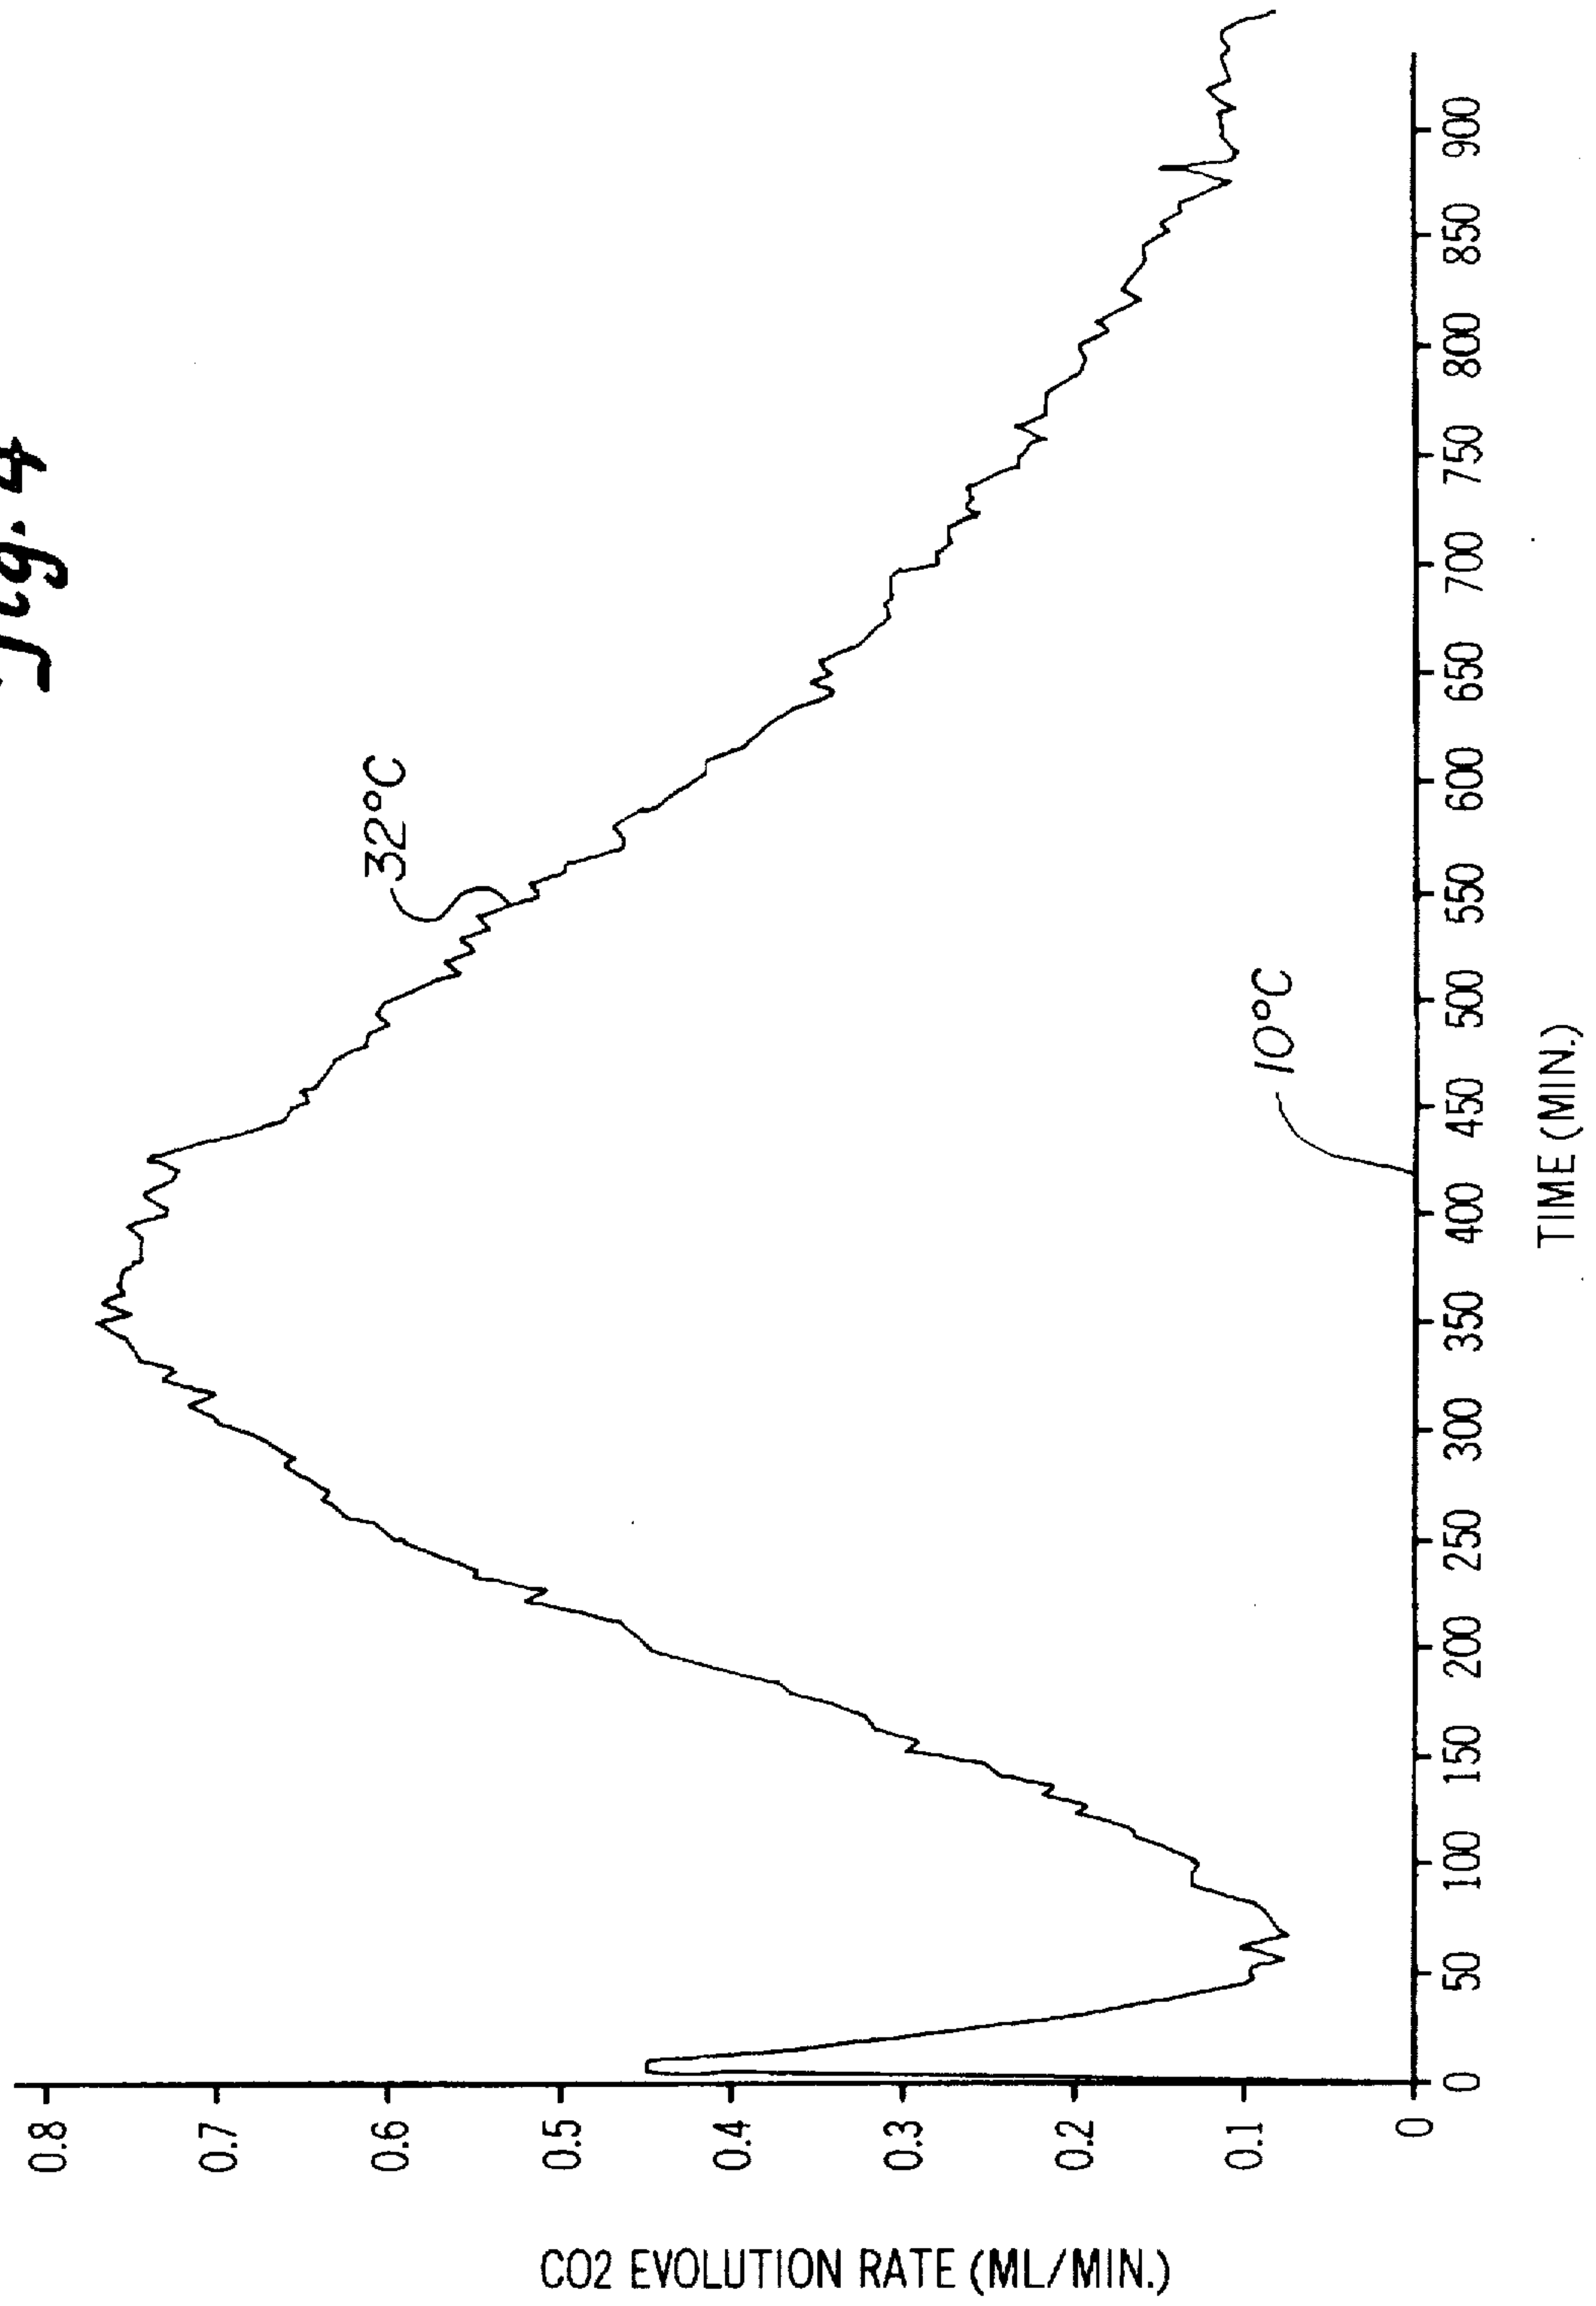 Fig. 4
0.8
0.7
0.6
0.5
0.4
0.3
0.2
0.1
0
CO2 EVOLUTION RATE (ML/MIN.)
32°C
10°C
0 50 100 150 200 250 300 350 400 450 500 550 600 650 700 750 800 850 900
TIME (MIN.)